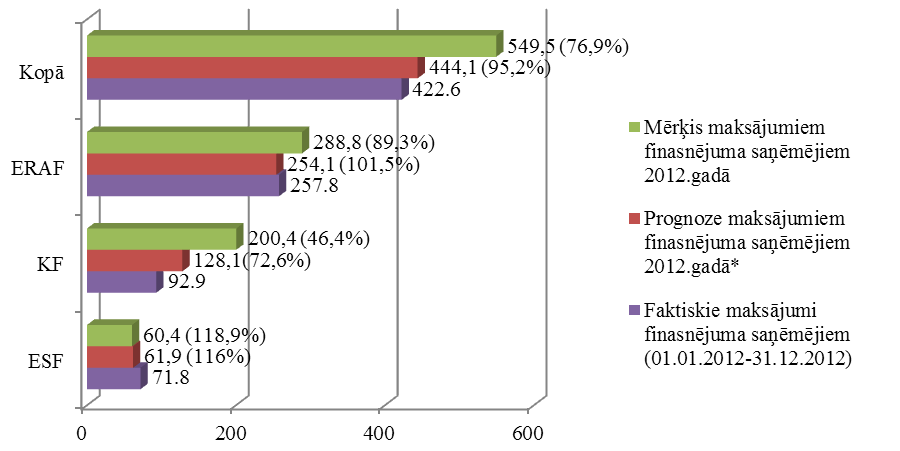 Kopā
549,5 (76,9%)
444,1 (95,2%)
422.6
ERAF
288,8 (89,3%)
254,1 (101,5%)
257.8
KF
200,4 (46,4%)
128,1(72,6%)
92.9
ESF
60,4 (118,9%)
61,9 (116%)
71.8
0
200
400
600
Mērķis maksājumiem
finasnējuma saņēmējiem
2012.gadā
Prognoze maksājumiem
finasnējuma saņēmējiem
2012.gadā*
Faktiskie maksājumi
finasnējuma saņēmējiem
(01.01.2012-31.12.2012)